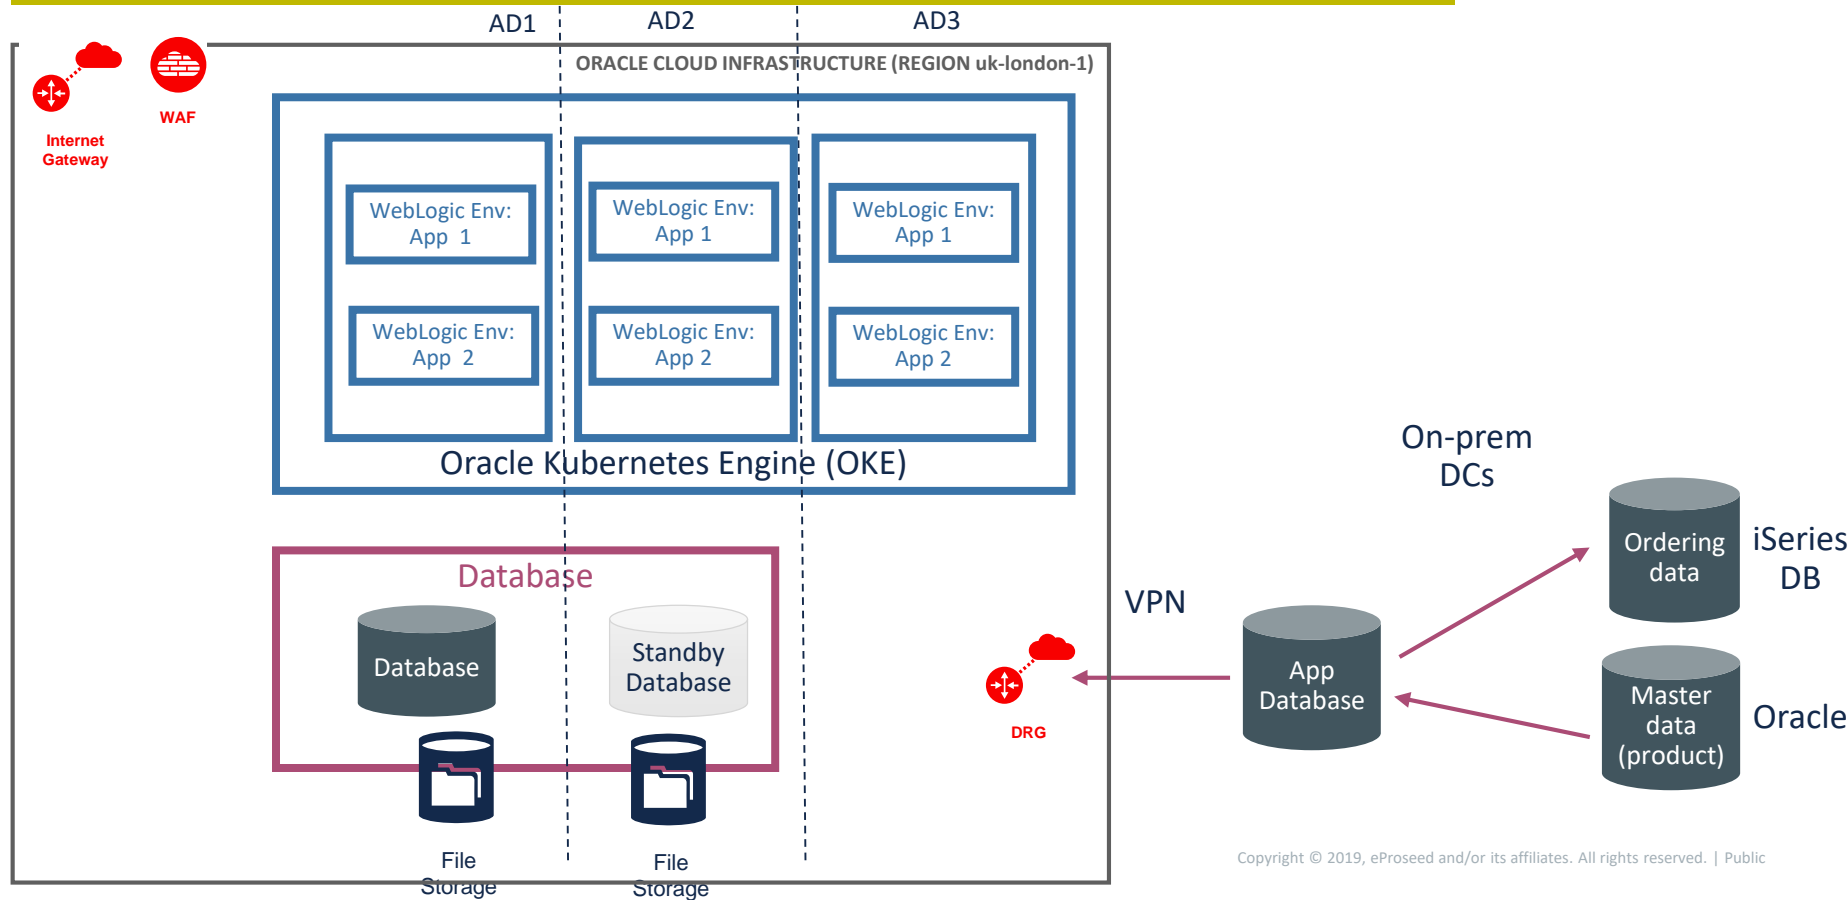 AD1
AD2
AD3
ORACLE CLOUD INFRASTRUCTURE (REGION uk-london-1)
WAF
Internet
Gateway
WebLogic Env:
App 1
WebLogic Env:
App 1
WebLogic Env:
App 1
WebLogic Env:
App 2
WebLogic Env:
App 2
WebLogic Env:
App 2
Oracle Kubernetes Engine (OKE)
On-prem
DCs
Ordering
data
iSeries
DB
Database
Database
Standby
Database
VPN
DRG
App
Database
Master
data
(product)
Oracle
File
Storage
File
Storage
Copyright © 2019, eProseed and/or its affiliates. All rights reserved. | Public